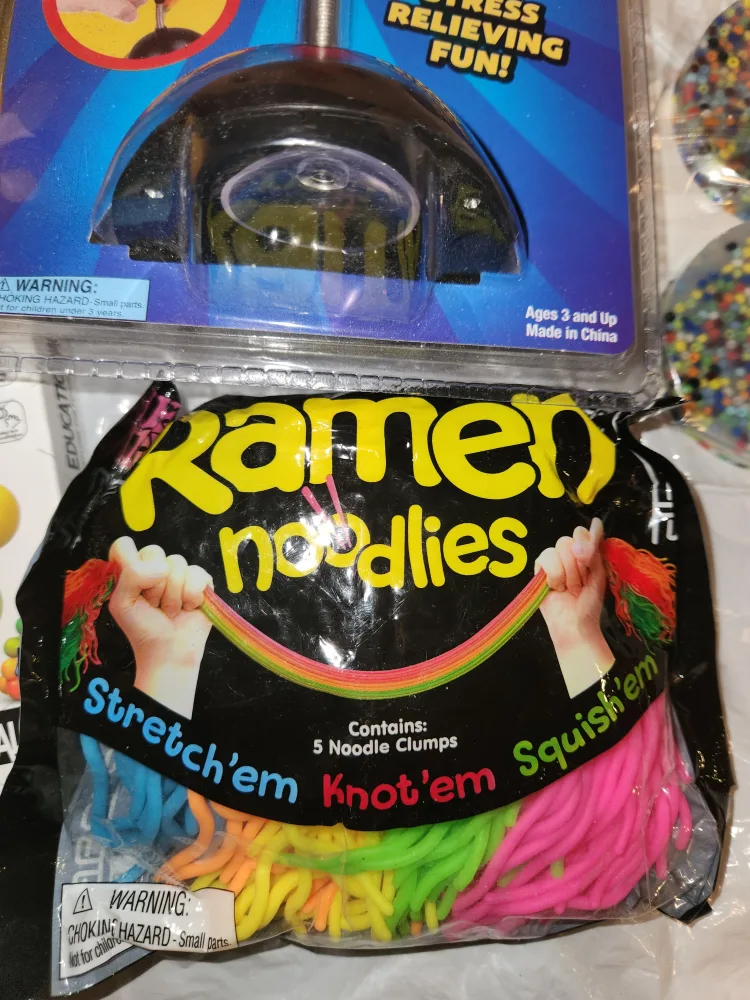 STRESS
RELIEVING
FUN!
WARNING:
CHOKING HAZARD - Small parts.
Not for children under 3 years.
Ages 3 and Up
Made in China
EDUCATIO
Ramen
noodlies
Stretch'em
Contains:
5 Noodle Clumps
Knot'em
Squish'em
WARNING:
CHOKING HAZARD - Small parts.
Not for